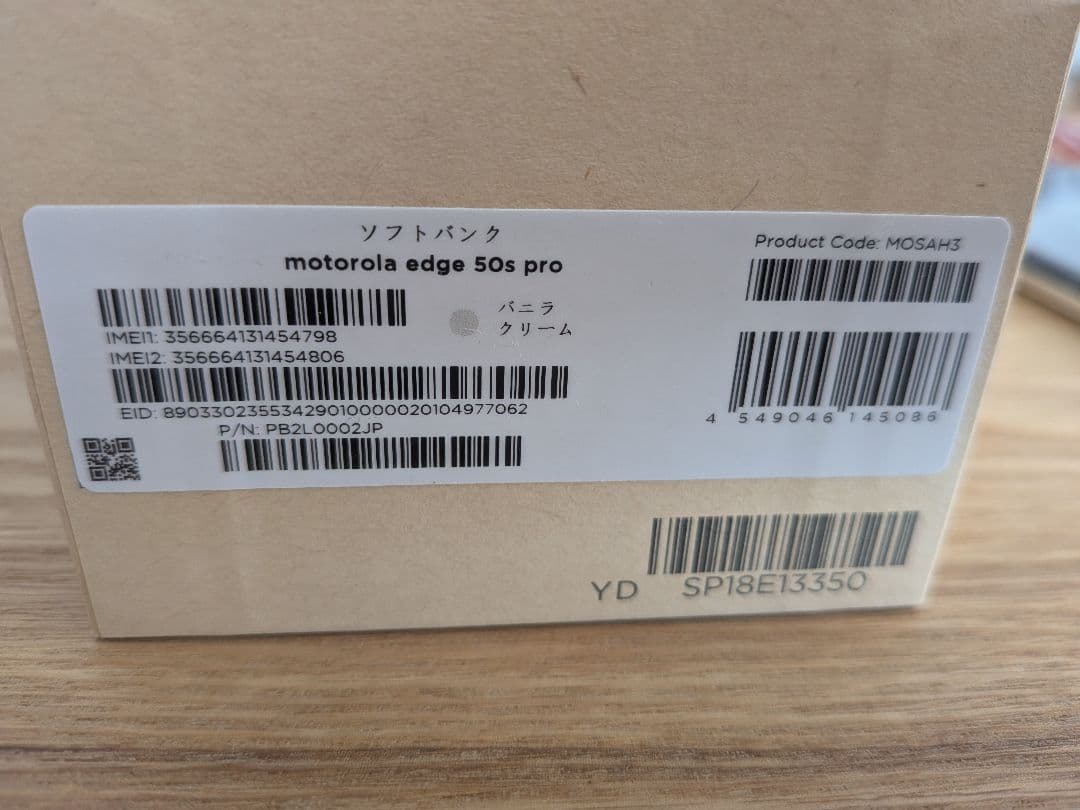 ソフトバンク
motorola edge 50s pro
バニラ
クリーム
IMEI1: 356664131454798
IMEI2: 356664131454806
EID: 89033023553429010000020104977062
P/N: PB2L0002JP
Product Code: MOSAH3
4 549046 145086
YD SP18E13350